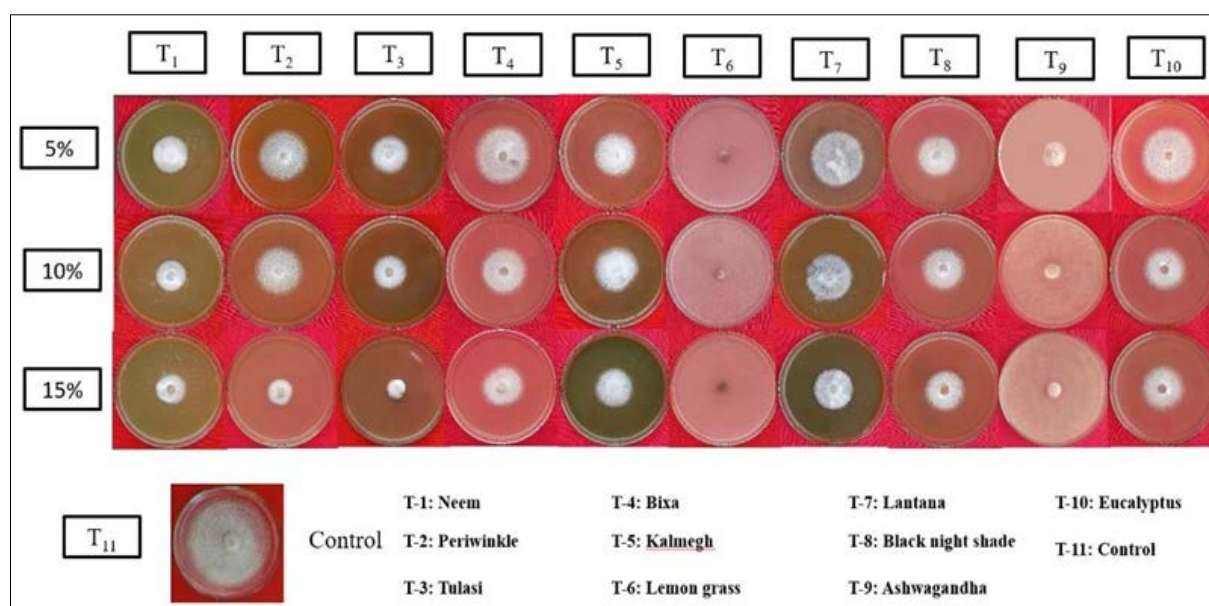 T1 T2 T3 T4 T5 T6 T7 T8 T9 T10
5%
10%
15%
T11 Control
T-1: Neem T-4: Bixa T-7: Lantana T-10: Eucalyptus
T-2: Periwinkle T-5: Kalmegh T-8: Black night shade T-11: Control
T-3: Tulasi T-6: Lemon grass T-9: Ashwagandha